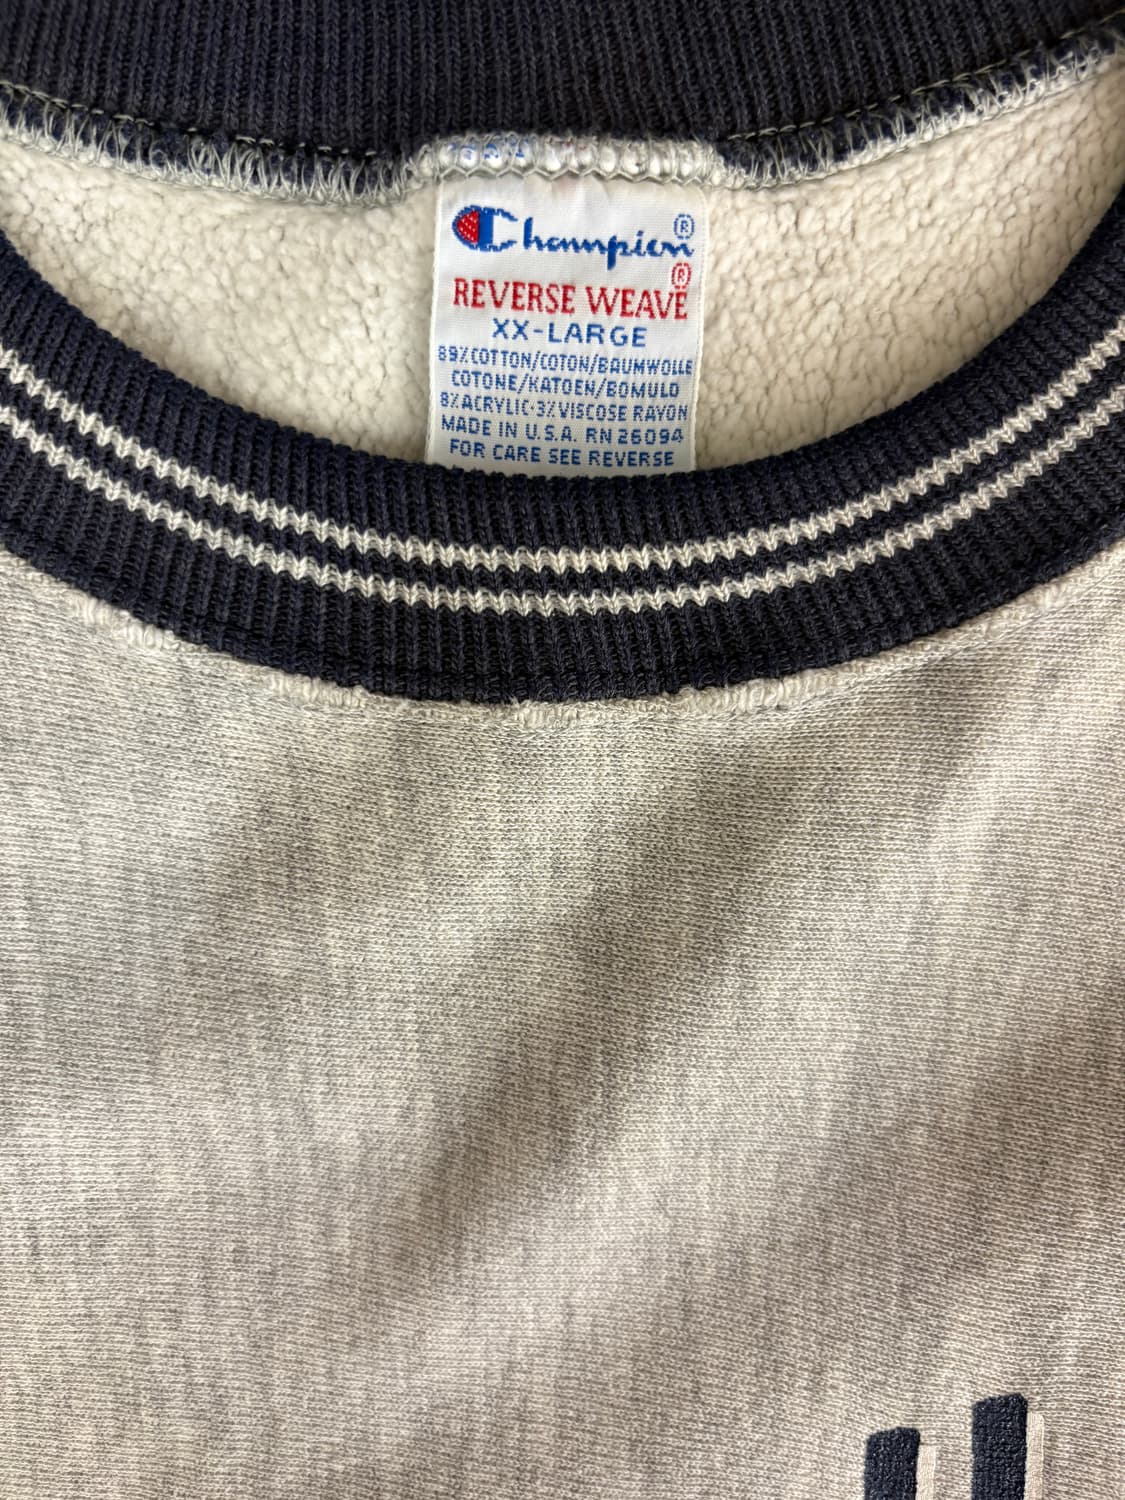 Champion®
®
REVERSE WEAVE
XX-LARGE
89% COTTON/COTON/BAUMWOLLE
COTONE/KATOEN/BOMULD
8% ACRYLIC·3% VISCOSE RAYON
MADE IN U.S.A. RN 26094
FOR CARE SEE REVERSE